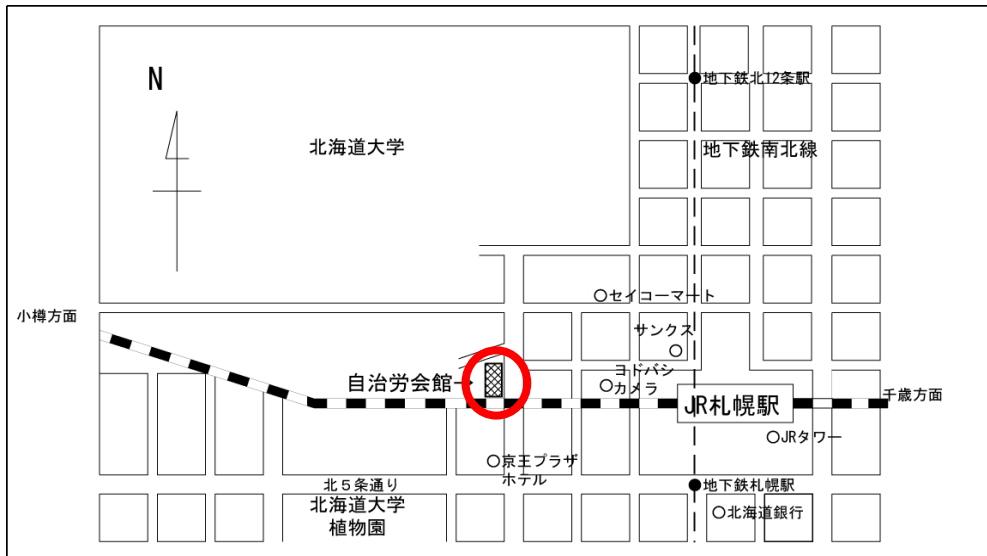 地下鉄北12条駅
N
北海道大学
地下鉄南北線
セイコーマート
小樽方面
サンクス
ヨドバシ
カメラ
自治労会館→
千歳方面
JR札幌駅
JRタワー
京王プラザ
ホテル
北5条通り
地下鉄札幌駅
北海道大学
植物園
北海道銀行